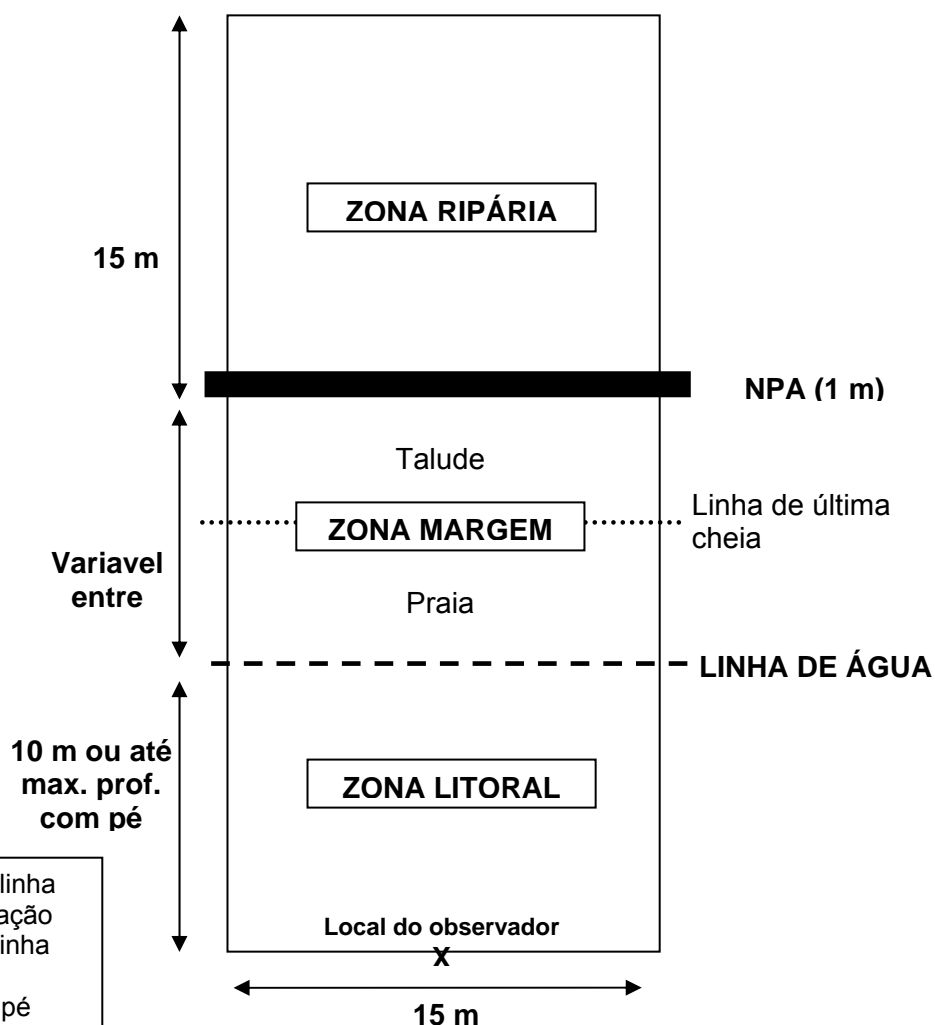 ZONA RIPÁRIA
15 m
NPA (1 m)
Talude
Linha de última
cheia
ZONA MARGEM
Variavel
entre
Praia
LINHA DE ÁGUA
10 m ou até
max. prof.
com pé
ZONA LITORAL
linha
ação
inha
pé
Local do observador
X
15 m